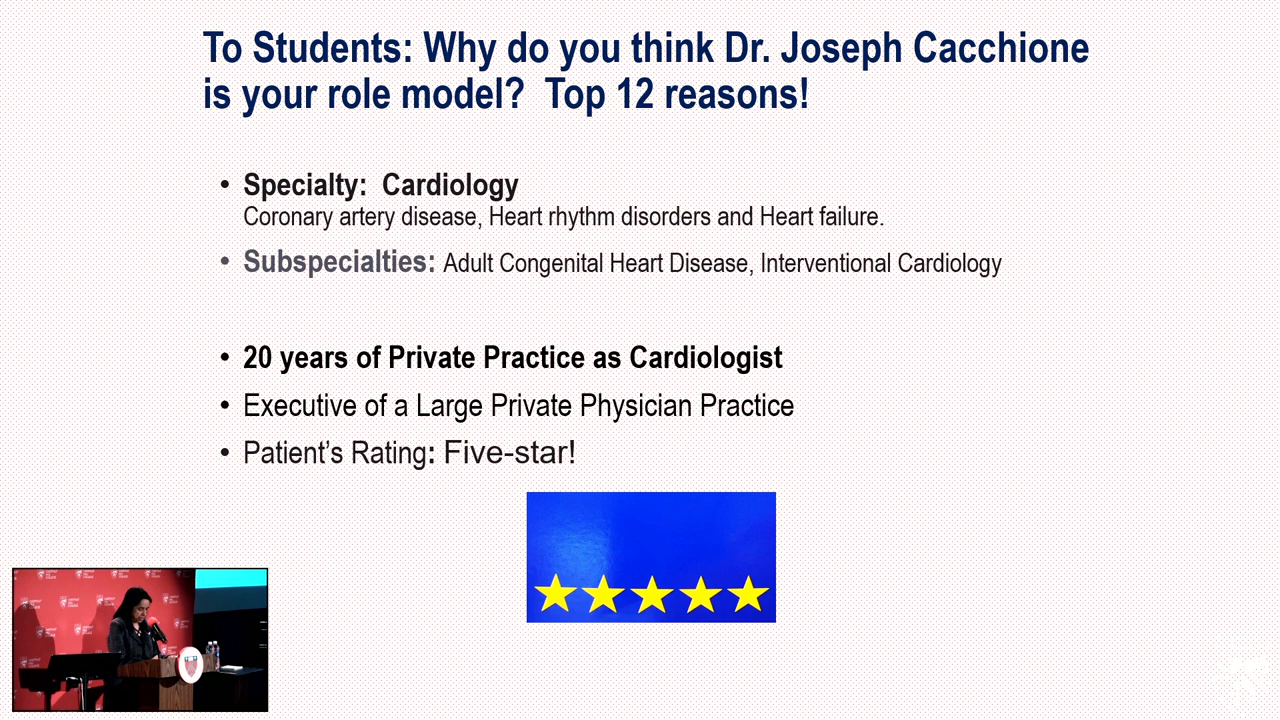 To Students: Why do you think Dr. Joseph Cacchione
is your role model? Top 12 reasons!
• Specialty: Cardiology
Coronary artery disease, Heart rhythm disorders and Heart failure.
• Subspecialties: Adult Congenital Heart Disease, Interventional Cardiology
• 20 years of Private Practice as Cardiologist
• Executive of a Large Private Physician Practice
• Patient’s Rating: Five-star!